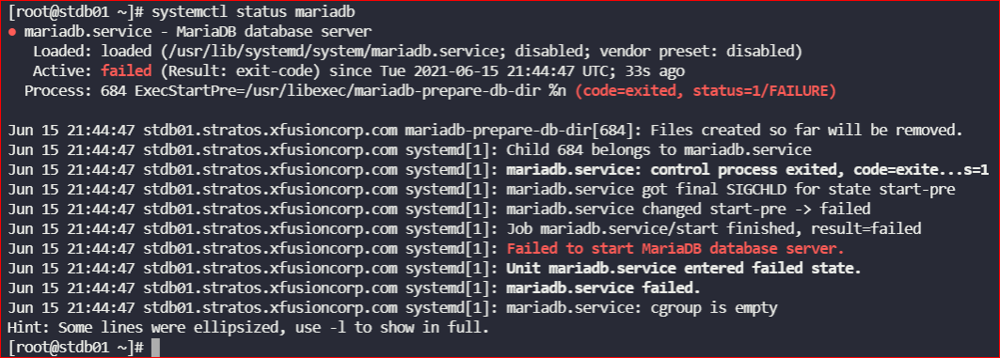 [root@stdb01 ~]# systemctl status mariadb
● mariadb.service - MariaDB database server
Loaded: loaded (/usr/lib/systemd/system/mariadb.service; disabled; vendor preset: disabled)
Active: failed (Result: exit-code) since Tue 2021-06-15 21:44:47 UTC; 33s ago
Process: 684 ExecStartPre=/usr/libexec/mariadb-prepare-db-dir %n (code=exited, status=1/FAILURE)
Jun 15 21:44:47 stdb01.stratos.xfusioncorp.com mariadb-prepare-db-dir[684]: Files created so far will be removed.
Jun 15 21:44:47 stdb01.stratos.xfusioncorp.com systemd[1]: Child 684 belongs to mariadb.service
Jun 15 21:44:47 stdb01.stratos.xfusioncorp.com systemd[1]: mariadb.service: control process exited, code=exite...s=1
Jun 15 21:44:47 stdb01.stratos.xfusioncorp.com systemd[1]: mariadb.service got final SIGCHLD for state start-pre
Jun 15 21:44:47 stdb01.stratos.xfusioncorp.com systemd[1]: mariadb.service changed start-pre -> failed
Jun 15 21:44:47 stdb01.stratos.xfusioncorp.com systemd[1]: Job mariadb.service/start finished, result=failed
Jun 15 21:44:47 stdb01.stratos.xfusioncorp.com systemd[1]: Failed to start MariaDB database server.
Jun 15 21:44:47 stdb01.stratos.xfusioncorp.com systemd[1]: Unit mariadb.service entered failed state.
Jun 15 21:44:47 stdb01.stratos.xfusioncorp.com systemd[1]: mariadb.service failed.
Jun 15 21:44:47 stdb01.stratos.xfusioncorp.com systemd[1]: mariadb.service: cgroup is empty
Hint: Some lines were ellipsized, use -l to show in full.
[root@stdb01 ~]#